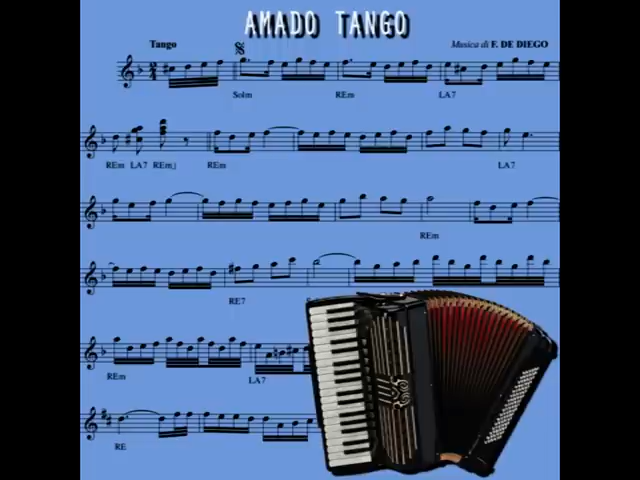 AMADO TANGO
Tango
Musica di F. DE DIEGO
Solm REm LA7
REm LA7 REm REm LA7
REm
RE7
REm LA7
RE